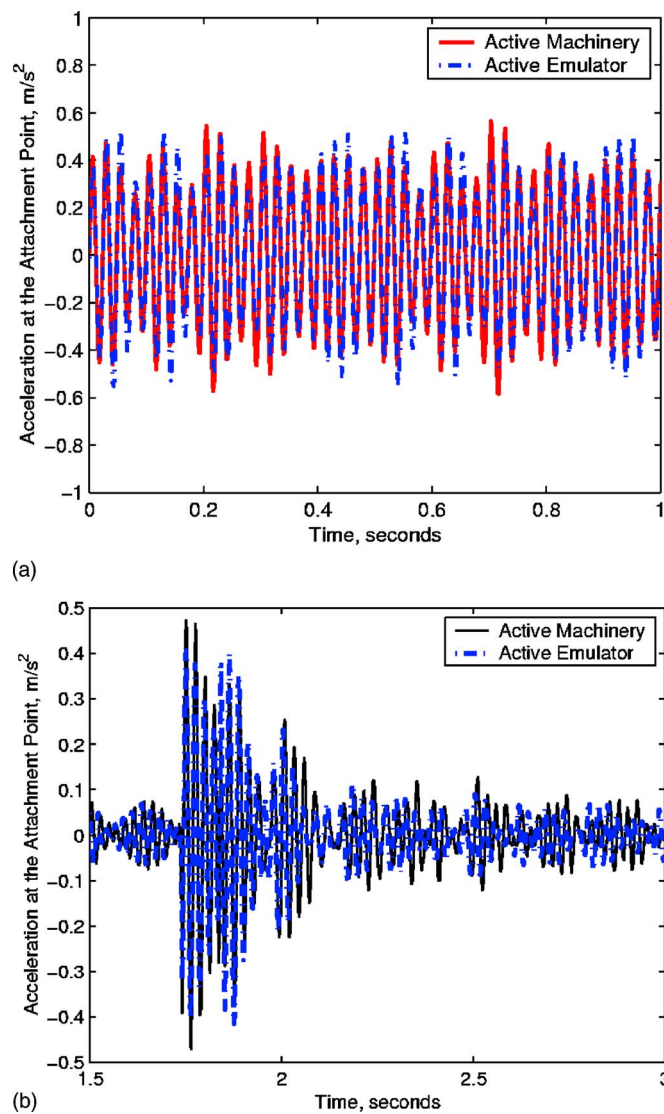 1
0.8
0.6
0.4
0.2
0
−0.2
−0.4
−0.6
−0.8
−1
Acceleration at the Attachment Point, m/s²
Active Machinery
Active Emulator
0 0.2 0.4 0.6 0.8 1
Time, seconds
(a)
0.5
0.4
0.3
0.2
0.1
0
−0.1
−0.2
−0.3
−0.4
−0.5
Acceleration at the Attachment Point, m/s²
Active Machinery
Active Emulator
1.5 2 2.5 3
Time, seconds
(b)